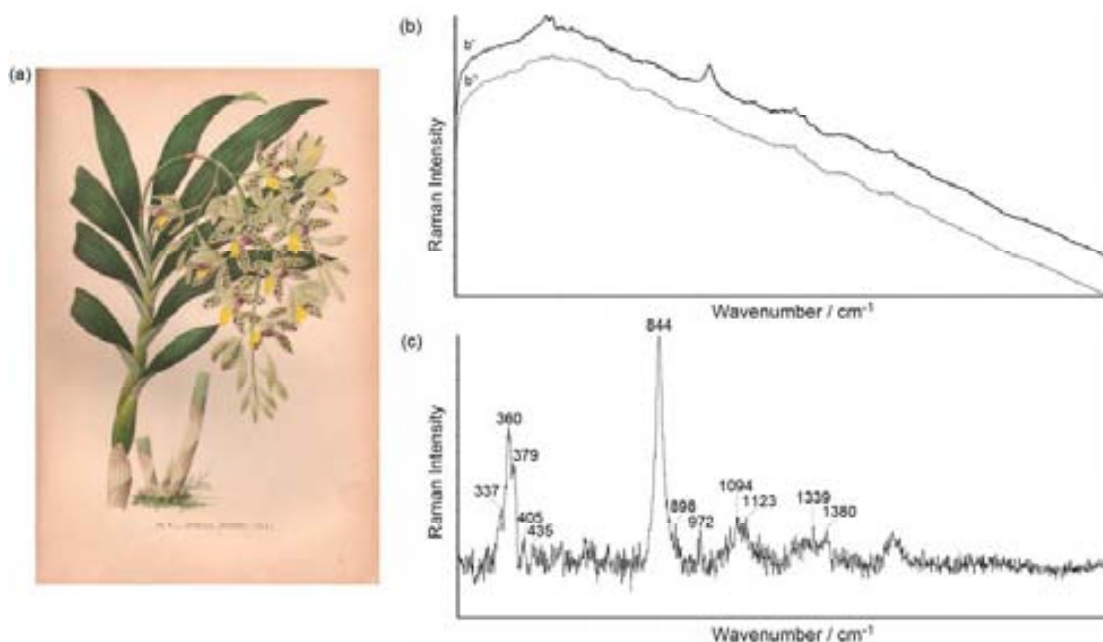 (a)
(b)
b'
b''
Raman Intensity
Wavenumber / cm⁻¹
(c)
844
360
379
337
405
435
898
972
1094
1123
1339
1380
Raman Intensity
Wavenumber / cm⁻¹